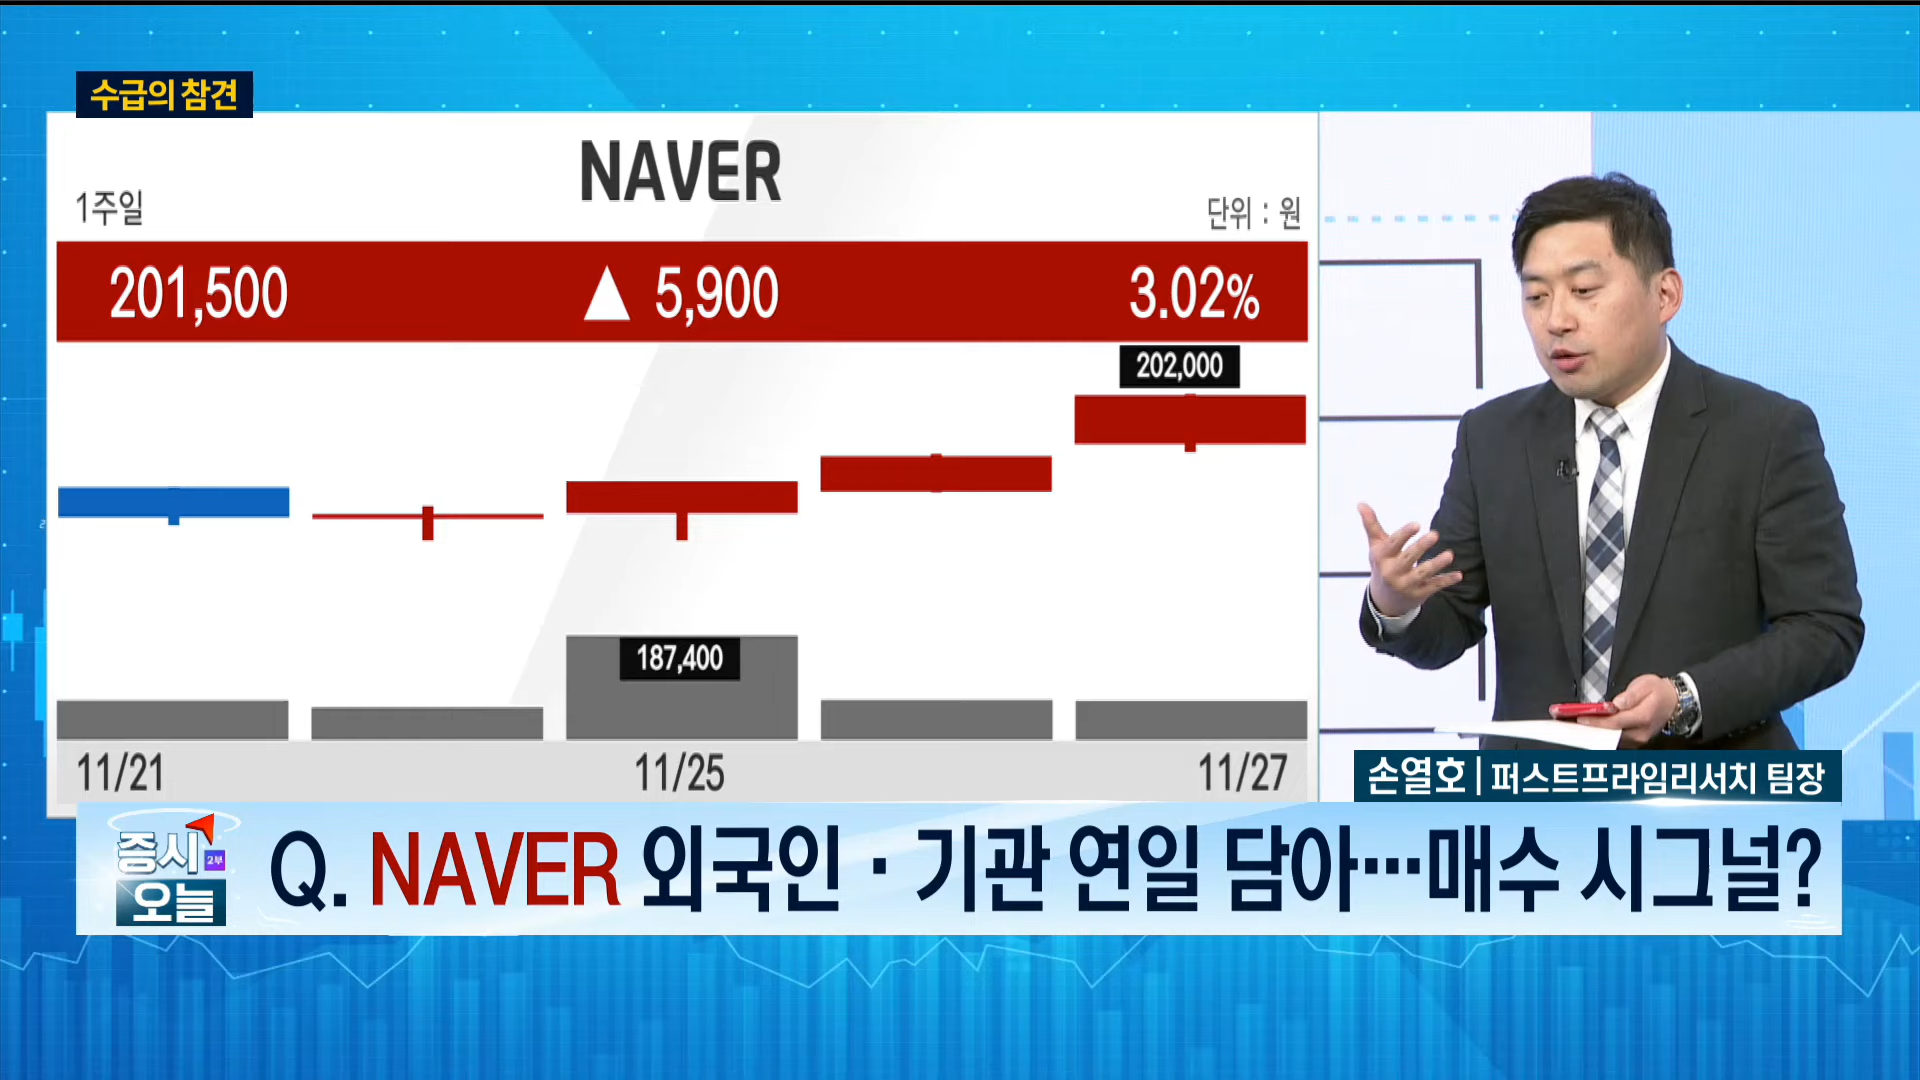 수급의 참견
NAVER
1주일
단위 : 원
201,500 ▲ 5,900 3.02%
202,000
187,400
11/21 11/25 11/27
손열호 | 퍼스트프라임리서치 팀장
증시 2부
오늘
Q. NAVER 외국인 · 기관 연일 담아…매수 시그널?